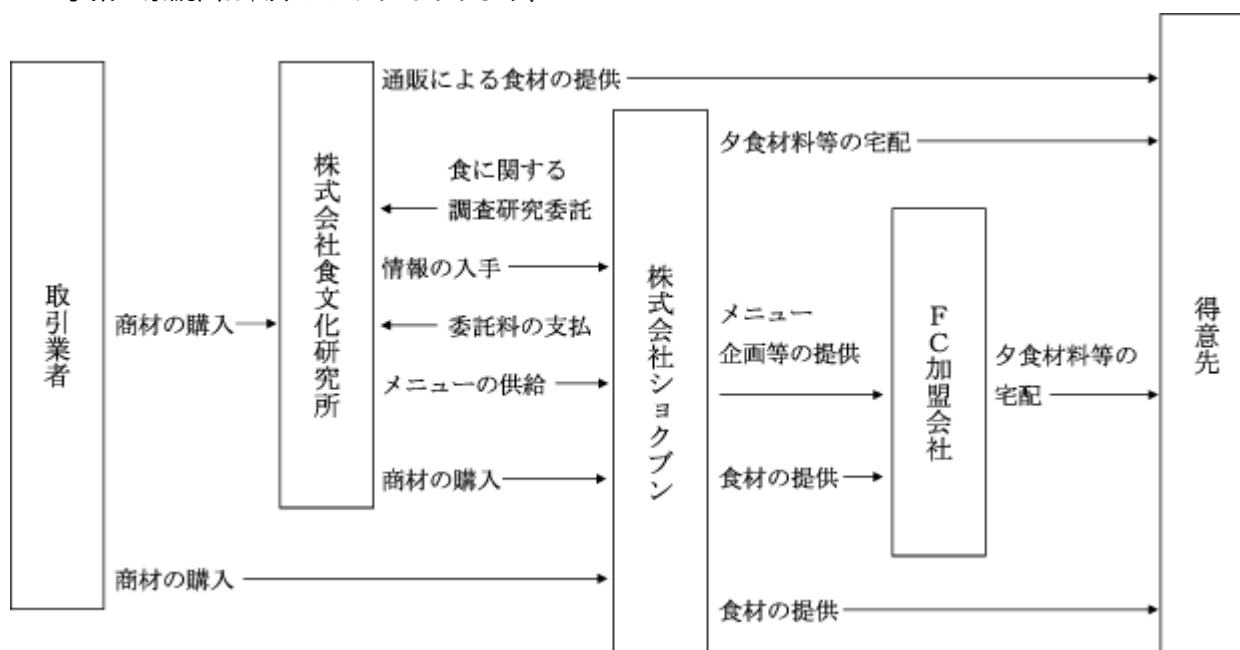 通販による食材の提供
夕食材料等の宅配
食に関する
調査研究委託
情報の入手
商材の購入
委託料の支払
メニューの供給
商材の購入
商材の購入
メニュー
企画等の提供
食材の提供
食材の提供
夕食材料等の
宅配
取引業者
株式会社食文化研究所
株式会社ショクブン
FC加盟会社
得意先